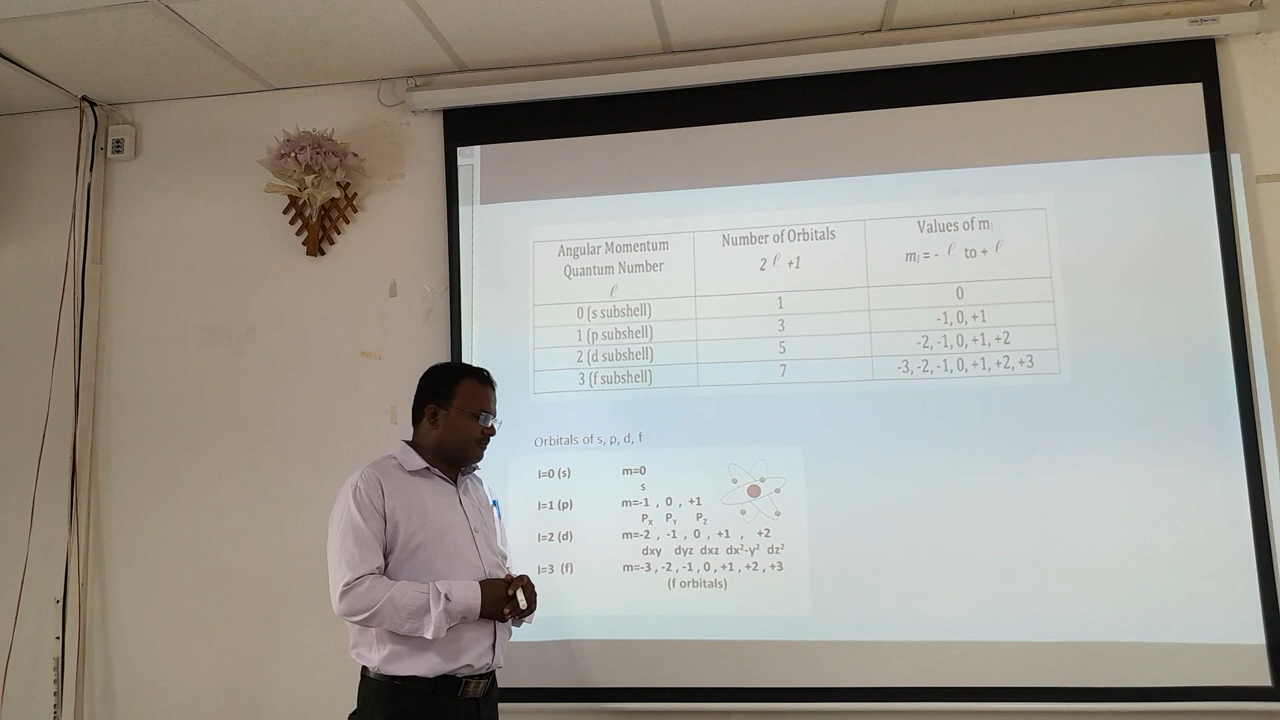 Angular Momentum
Quantum Number
ℓ
Number of Orbitals
2 ℓ +1
Values of mₗ
mₗ = - ℓ to + ℓ
0 (s subshell) 1 0
1 (p subshell) 3 -1, 0, +1
2 (d subshell) 5 -2, -1, 0, +1, +2
3 (f subshell) 7 -3, -2, -1, 0, +1, +2, +3
Orbitals of s, p, d, f
l=0 (s) m=0
s
l=1 (p) m=-1 , 0 , +1
Pₓ Pᵧ P_z
l=2 (d) m=-2 , -1 , 0 , +1 , +2
dxy dyz dxz dx²-y² dz²
l=3 (f) m=-3 , -2 , -1 , 0 , +1 , +2 , +3
(f orbitals)